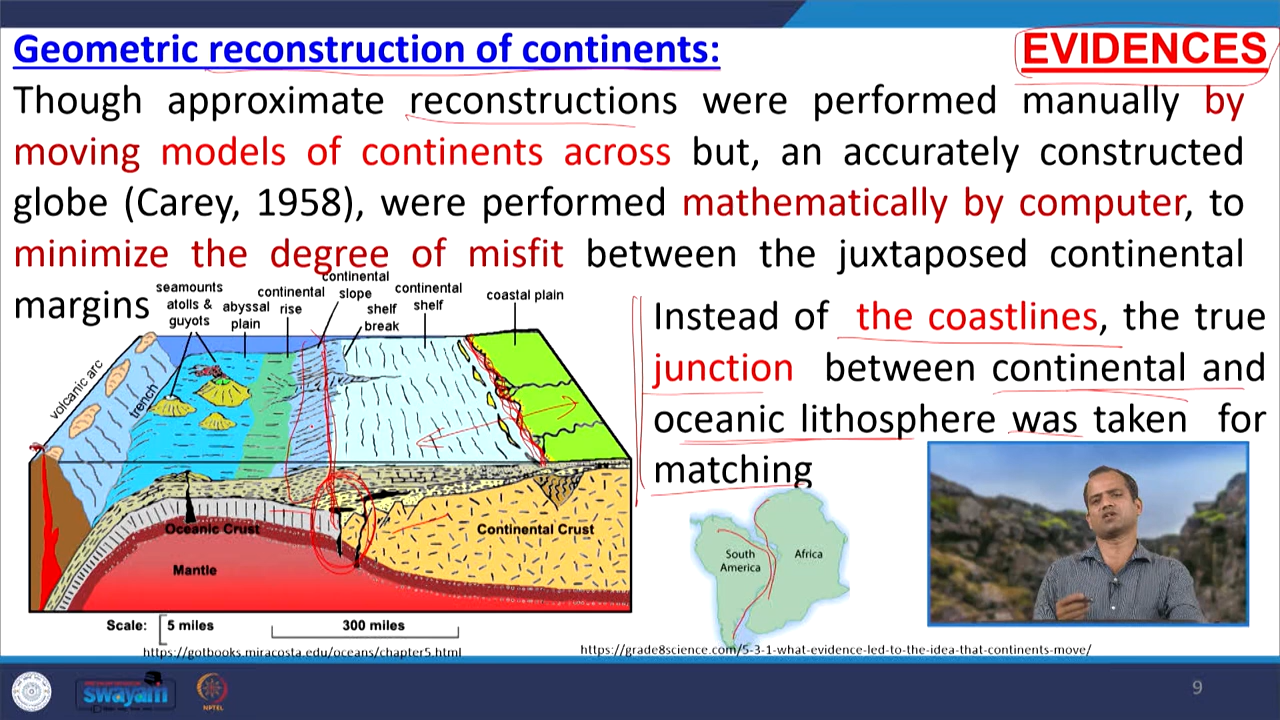 Geometric reconstruction of continents:
EVIDENCES
Though approximate reconstructions were performed manually by
moving models of continents across but, an accurately constructed
globe (Carey, 1958), were performed mathematically by computer, to
minimize the degree of misfit between the juxtaposed continental
margins
seamounts
atolls &
guyots
abyssal
plain
continental
rise
continental
slope
shelf
break
continental
shelf
coastal plain
volcanic arc
trench
Oceanic Crust
Continental Crust
Mantle
Scale:
5 miles
300 miles
https://gotbooks.miracosta.edu/oceans/chapter5.html
Instead of the coastlines, the true
junction between continental and
oceanic lithosphere was taken for
matching
South
America
Africa
https://grade8science.com/5-3-1-what-evidence-led-to-the-idea-that-continents-move/
swayam
NPTEL
9